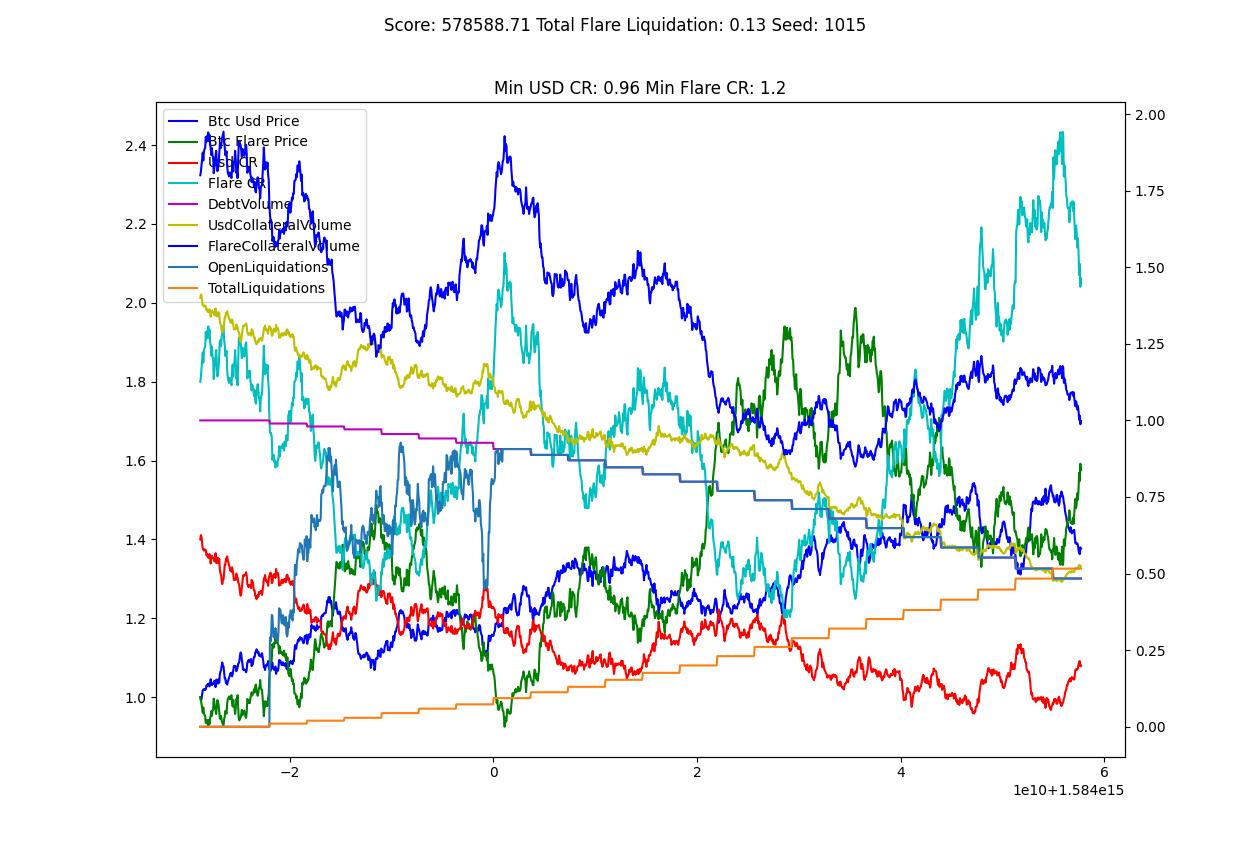 Score: 578588.71 Total Flare Liquidation: 0.13 Seed: 1015
Min USD CR: 0.96 Min Flare CR: 1.2
Btc Usd Price
Btc Flare Price
Usd CR
Flare CR
DebtVolume
UsdCollateralVolume
FlareCollateralVolume
OpenLiquidations
TotalLiquidations
2.4
2.2
2.0
1.8
1.6
1.4
1.2
1.0
2.00
1.75
1.50
1.25
1.00
0.75
0.50
0.25
0.00
−2 0 2 4 6
1e10+1.584e15